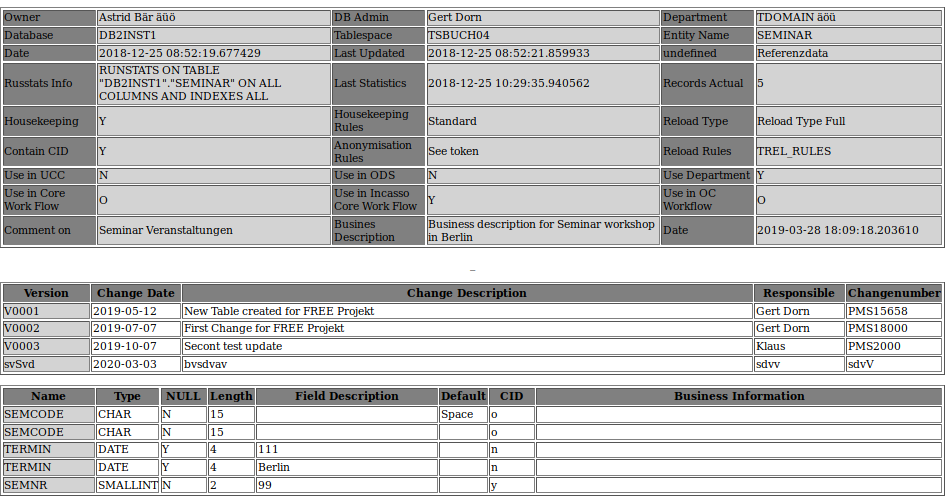 Owner Astrid Bär äüö DB Admin Gert Dorn Department TDOMAIN äöü
Database DB2INST1 Tablespace TSBUCH04 Entity Name SEMINAR
Date 2018-12-25 08:52:19.677429 Last Updated 2018-12-25 08:52:21.859933 undefined Referenzdata
Russtats Info RUNSTATS ON TABLE "DB2INST1"."SEMINAR" ON ALL COLUMNS AND INDEXES ALL Last Statistics 2018-12-25 10:29:35.940562 Records Actual 5
Housekeeping Y Housekeeping Rules Standard Reload Type Reload Type Full
Contain CID Y Anonymisation Rules See token Reload Rules TREL_RULES
Use in UCC N Use in ODS N Use Department Y
Use in Core Work Flow O Use in Incasso Core Work Flow Y Use in OC Workflow O
Comment on Seminar Veranstaltungen Busines Description Business description for Seminar workshop in Berlin Date 2019-03-28 18:09:18.203610
_
Version Change Date Change Description Responsible Changenumber
V0001 2019-05-12 New Table created for FREE Projekt Gert Dorn PMS15658
V0002 2019-07-07 First Change for FREE Projekt Gert Dorn PMS18000
V0003 2019-10-07 Secont test update Klaus PMS2000
svSvd 2020-03-03 bvsdvav sdvv sdvV
Name Type NULL Length Field Description Default CID Business Information
SEMCODE CHAR N 15 Space o
SEMCODE CHAR N 15 o
TERMIN DATE Y 4 111 n
TERMIN DATE Y 4 Berlin n
SEMNR SMALLINT N 2 99 y